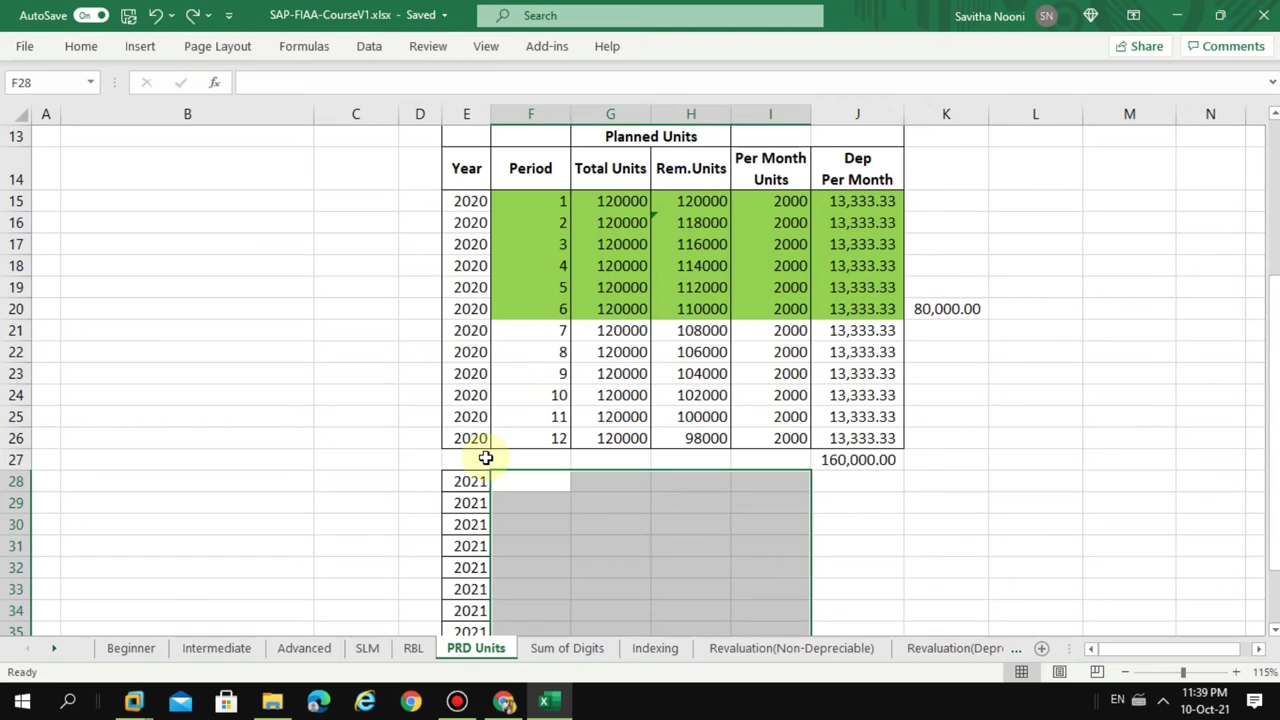 AutoSave On SAP-FIAA-CourseV1.xlsx - Saved Search Savitha Nooni SN
File Home Insert Page Layout Formulas Data Review View Add-ins Help Share Comments
F28 fx
A B C D E F G H I J K L M N
13 Planned Units
14 Year Period Total Units Rem.Units Per Month Units Dep Per Month
15 2020 1 120000 120000 2000 13,333.33
16 2020 2 120000 118000 2000 13,333.33
17 2020 3 120000 116000 2000 13,333.33
18 2020 4 120000 114000 2000 13,333.33
19 2020 5 120000 112000 2000 13,333.33
20 2020 6 120000 110000 2000 13,333.33 80,000.00
21 2020 7 120000 108000 2000 13,333.33
22 2020 8 120000 106000 2000 13,333.33
23 2020 9 120000 104000 2000 13,333.33
24 2020 10 120000 102000 2000 13,333.33
25 2020 11 120000 100000 2000 13,333.33
26 2020 12 120000 98000 2000 13,333.33
27 160,000.00
28 2021
29 2021
30 2021
31 2021
32 2021
33 2021
34 2021
35 2021
Beginner Intermediate Advanced SLM RBL PRD Units Sum of Digits Indexing Revaluation(Non-Depreciable) Revaluation(Depre ...
Ready 115%
EN 11:39 PM
10-Oct-21